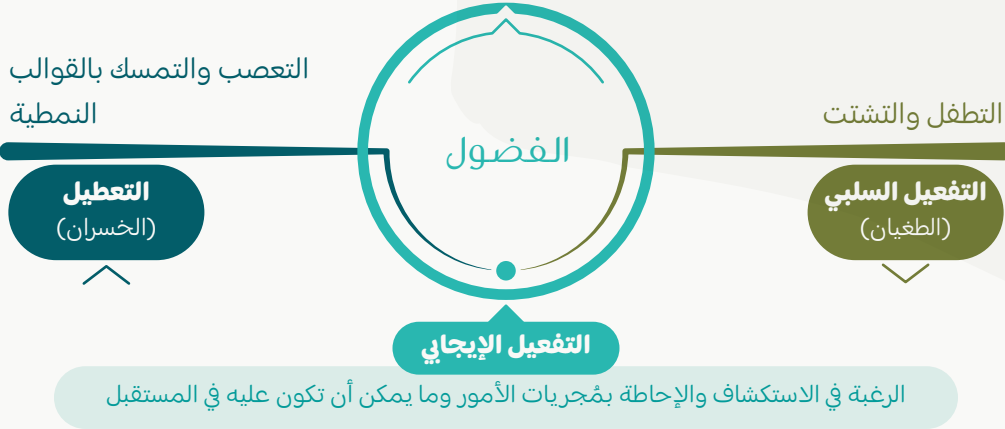 التطفل والتشتت
التفعيل السلبي
(الطغيان)
الفضول
التعصب والتمسك بالقوالب
النمطية
التعطيل
(الخسران)
التفعيل الإيجابي
الرغبة في الاستكشاف والإحاطة بمُجريات الأمور وما يمكن أن تكون عليه في المستقبل